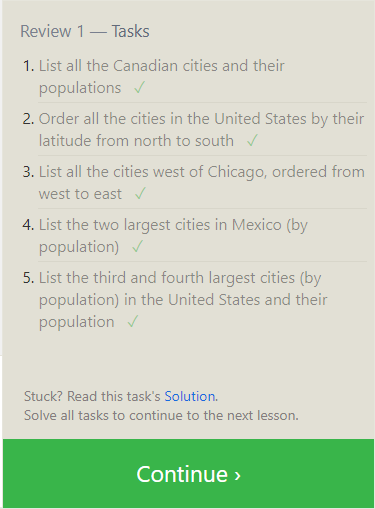 Review 1 — Tasks
1. List all the Canadian cities and their
populations ✓
2. Order all the cities in the United States by their
latitude from north to south ✓
3. List all the cities west of Chicago, ordered from
west to east ✓
4. List the two largest cities in Mexico (by
population) ✓
5. List the third and fourth largest cities (by
population) in the United States and their
population ✓
Stuck? Read this task's Solution.
Solve all tasks to continue to the next lesson.
Continue ›